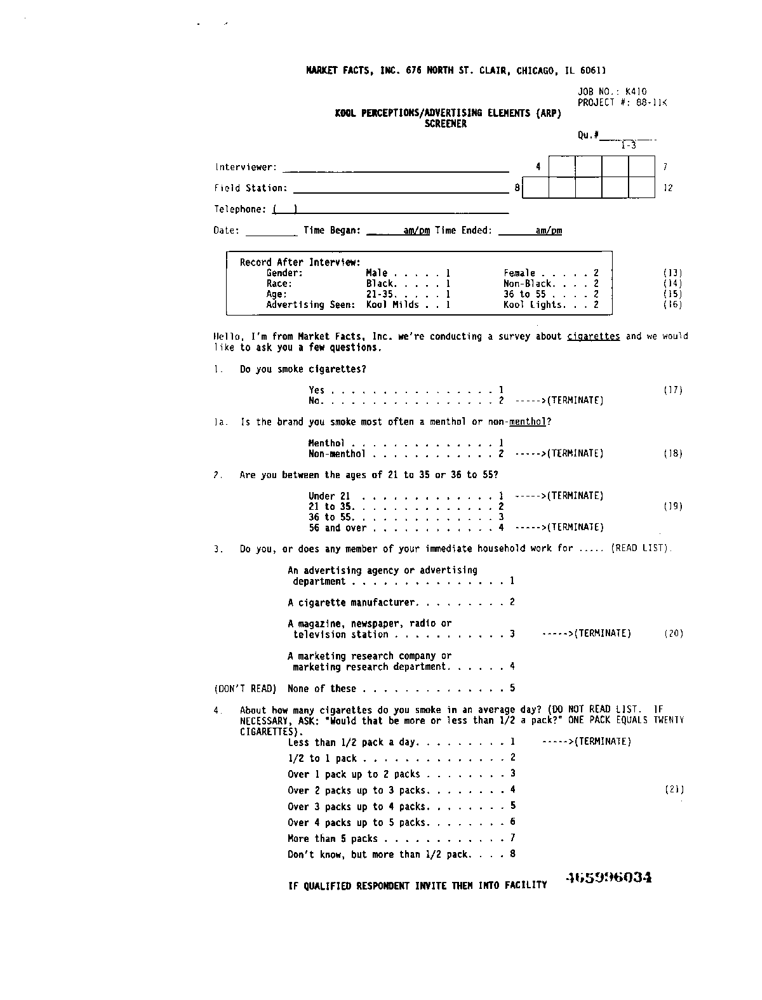 MARKET FACTS, INC. 676 NORTH ST. CLAIR, CHICAGO, IL 60611
JOB NO.: K410
PROJECT #: 88-11K
KOOL PERCEPTIONS/ADVERTISING ELEMENTS (ARP)
SCREENER
Qu.#__________
1-3
Interviewer: ______________________________ 4 7
Field Station: ______________________________ 8 12
Telephone: ( )______________________________
Date: ________ Time Began: ______am/pm Time Ended: ______am/pm
Record After Interview:
Gender: Male . . . . . 1 Female . . . . . 2 (13)
Race: Black. . . . . 1 Non-Black. . . . 2 (14)
Age: 21-35. . . . . 1 36 to 55 . . . . 2 (15)
Advertising Seen: Kool Milds . . 1 Kool Lights. . . 2 (16)
Hello, I'm from Market Facts, Inc. we're conducting a survey about cigarettes and we would
like to ask you a few questions.
1. Do you smoke cigarettes?
Yes . . . . . . . . . . . . . . . . 1 (17)
No. . . . . . . . . . . . . . . . . 2 ----->(TERMINATE)
1a. Is the brand you smoke most often a menthol or non-menthol?
Menthol . . . . . . . . . . . . . . 1
Non-menthol . . . . . . . . . . . . 2 ----->(TERMINATE) (18)
2. Are you between the ages of 21 to 35 or 36 to 55?
Under 21 . . . . . . . . . . . . . 1 ----->(TERMINATE)
21 to 35. . . . . . . . . . . . . . 2 (19)
36 to 55. . . . . . . . . . . . . . 3
56 and over . . . . . . . . . . . . 4 ----->(TERMINATE)
3. Do you, or does any member of your immediate household work for ..... (READ LIST).
An advertising agency or advertising
department . . . . . . . . . . . . . . . 1
A cigarette manufacturer. . . . . . . . . 2
A magazine, newspaper, radio or
television station . . . . . . . . . . . 3 ----->(TERMINATE) (20)
A marketing research company or
marketing research department. . . . . . 4
(DON'T READ) None of these . . . . . . . . . . . . . . 5
4. About how many cigarettes do you smoke in an average day? (DO NOT READ LIST. IF
NECESSARY, ASK: "Would that be more or less than 1/2 a pack?" ONE PACK EQUALS TWENTY
CIGARETTES).
Less than 1/2 pack a day. . . . . . . . . 1 ----->(TERMINATE)
1/2 to 1 pack . . . . . . . . . . . . . . 2
Over 1 pack up to 2 packs . . . . . . . . 3
Over 2 packs up to 3 packs. . . . . . . . 4 (21)
Over 3 packs up to 4 packs. . . . . . . . 5
Over 4 packs up to 5 packs. . . . . . . . 6
More than 5 packs . . . . . . . . . . . . 7
Don't know, but more than 1/2 pack. . . . 8
IF QUALIFIED RESPONDENT INVITE THEM INTO FACILITY 465996034